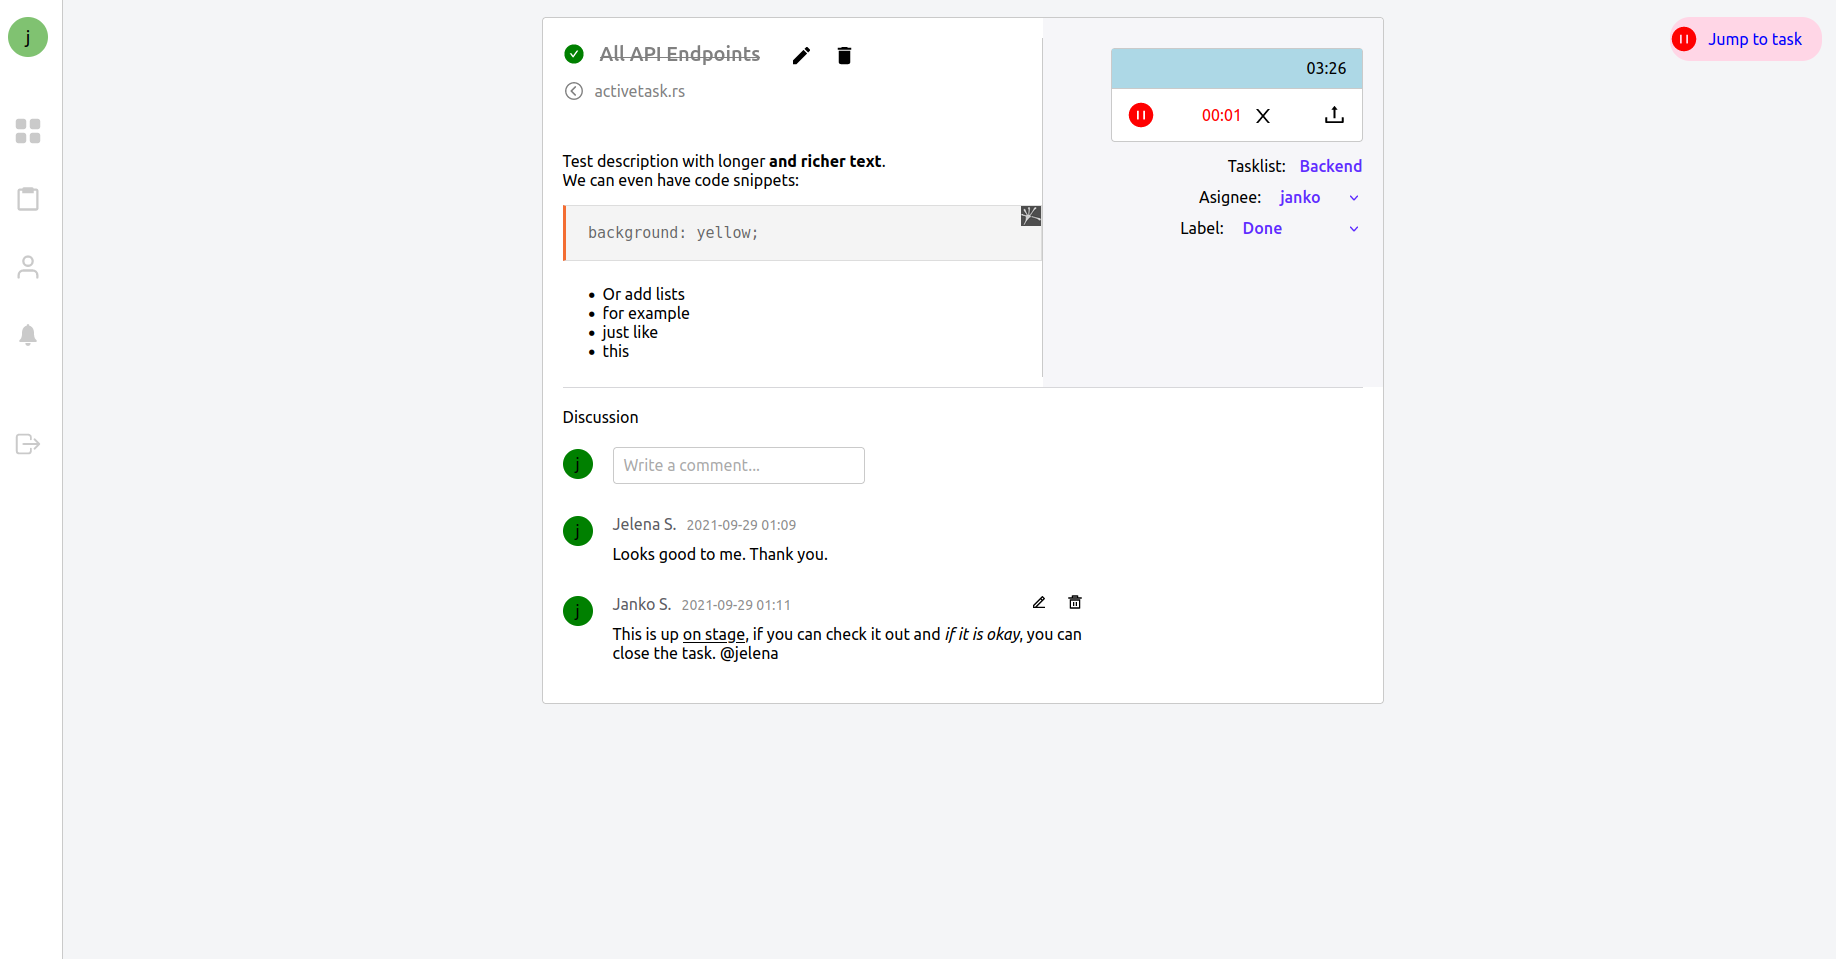 j
All API Endpoints
activetask.rs
Test description with longer and richer text.
We can even have code snippets:
background: yellow;
• Or add lists
• for example
• just like
• this
03:26
00:01 X
Tasklist: Backend
Asignee: janko
Label: Done
Jump to task
Discussion
j
Write a comment...
j
Jelena S. 2021-09-29 01:09
Looks good to me. Thank you.
j
Janko S. 2021-09-29 01:11
This is up on stage, if you can check it out and if it is okay, you can
close the task. @jelena